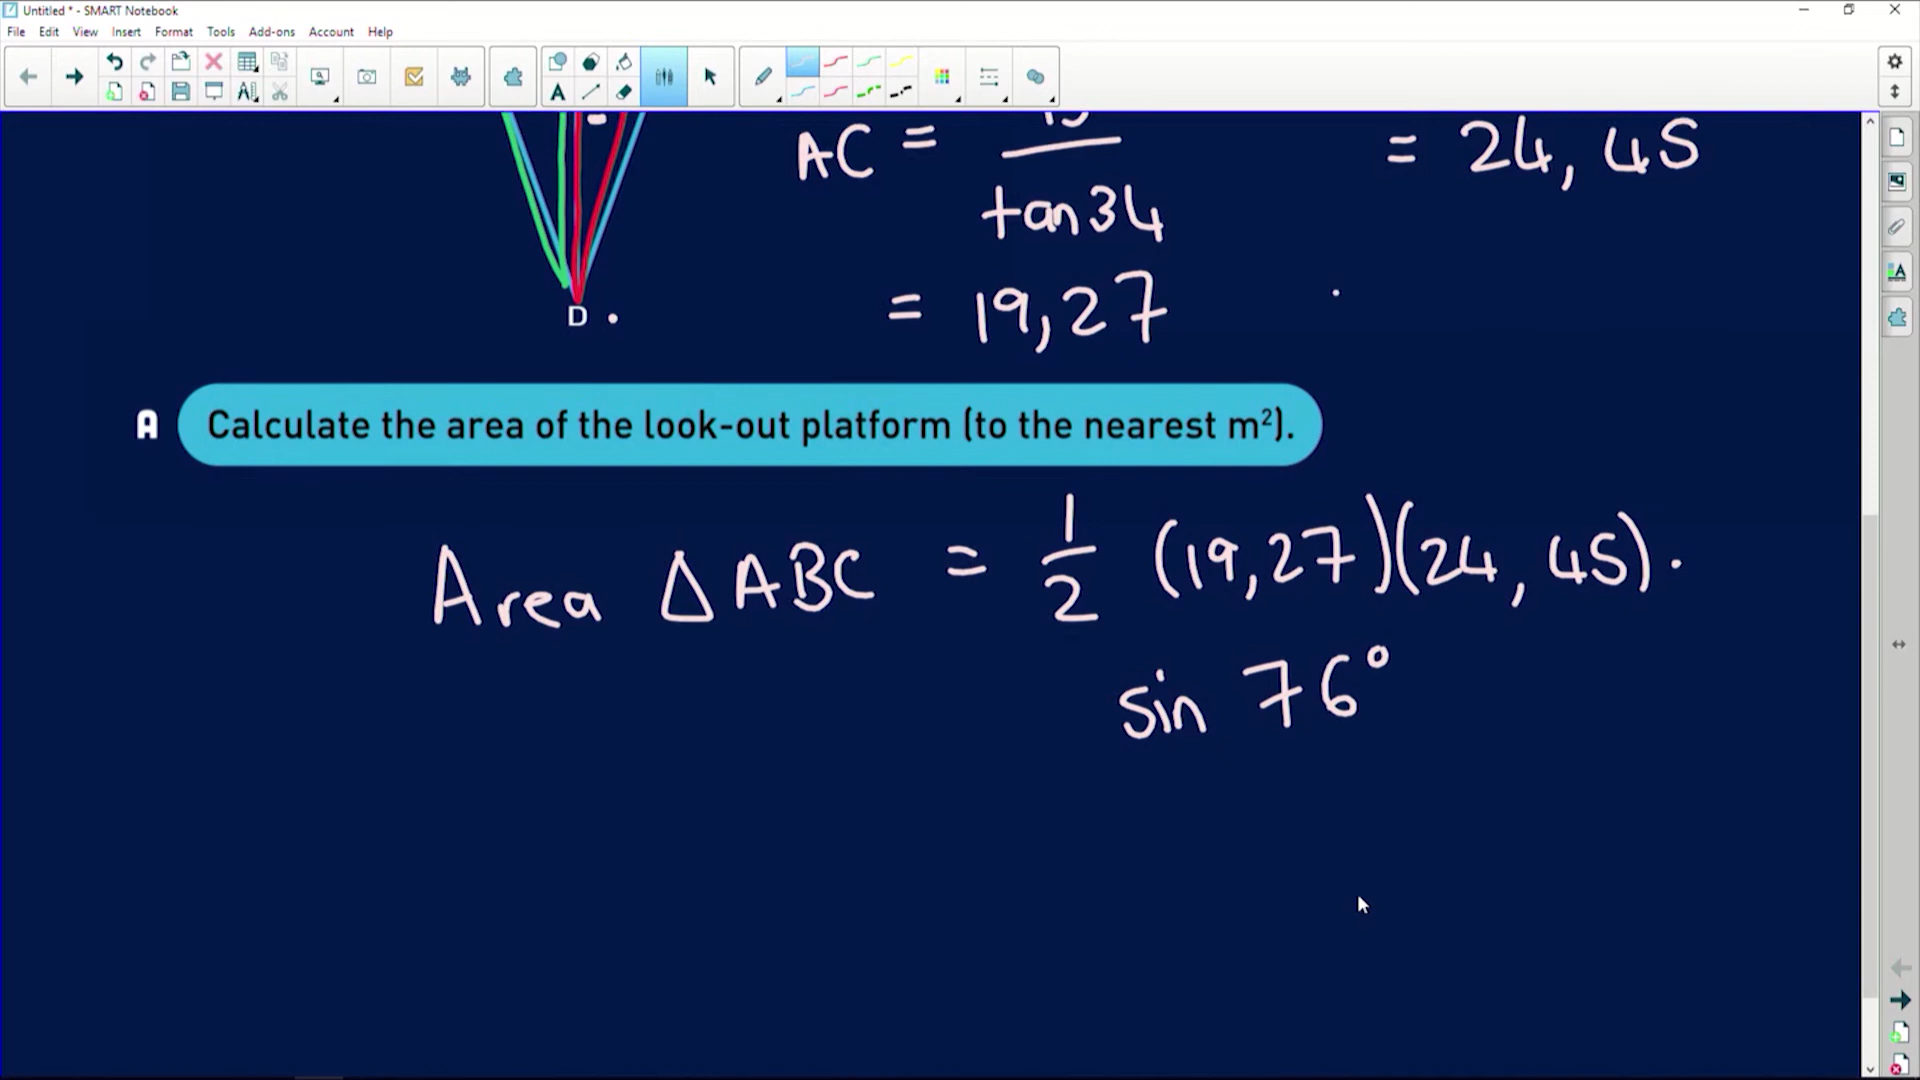 Untitled * - SMART Notebook
File Edit View Insert Format Tools Add-ons Account Help
AC = 
tan34
= 24,45
= 19,27
D
A Calculate the area of the look-out platform (to the nearest m²).
Area ΔABC = 1/2 (19,27)(24,45).
sin 76°